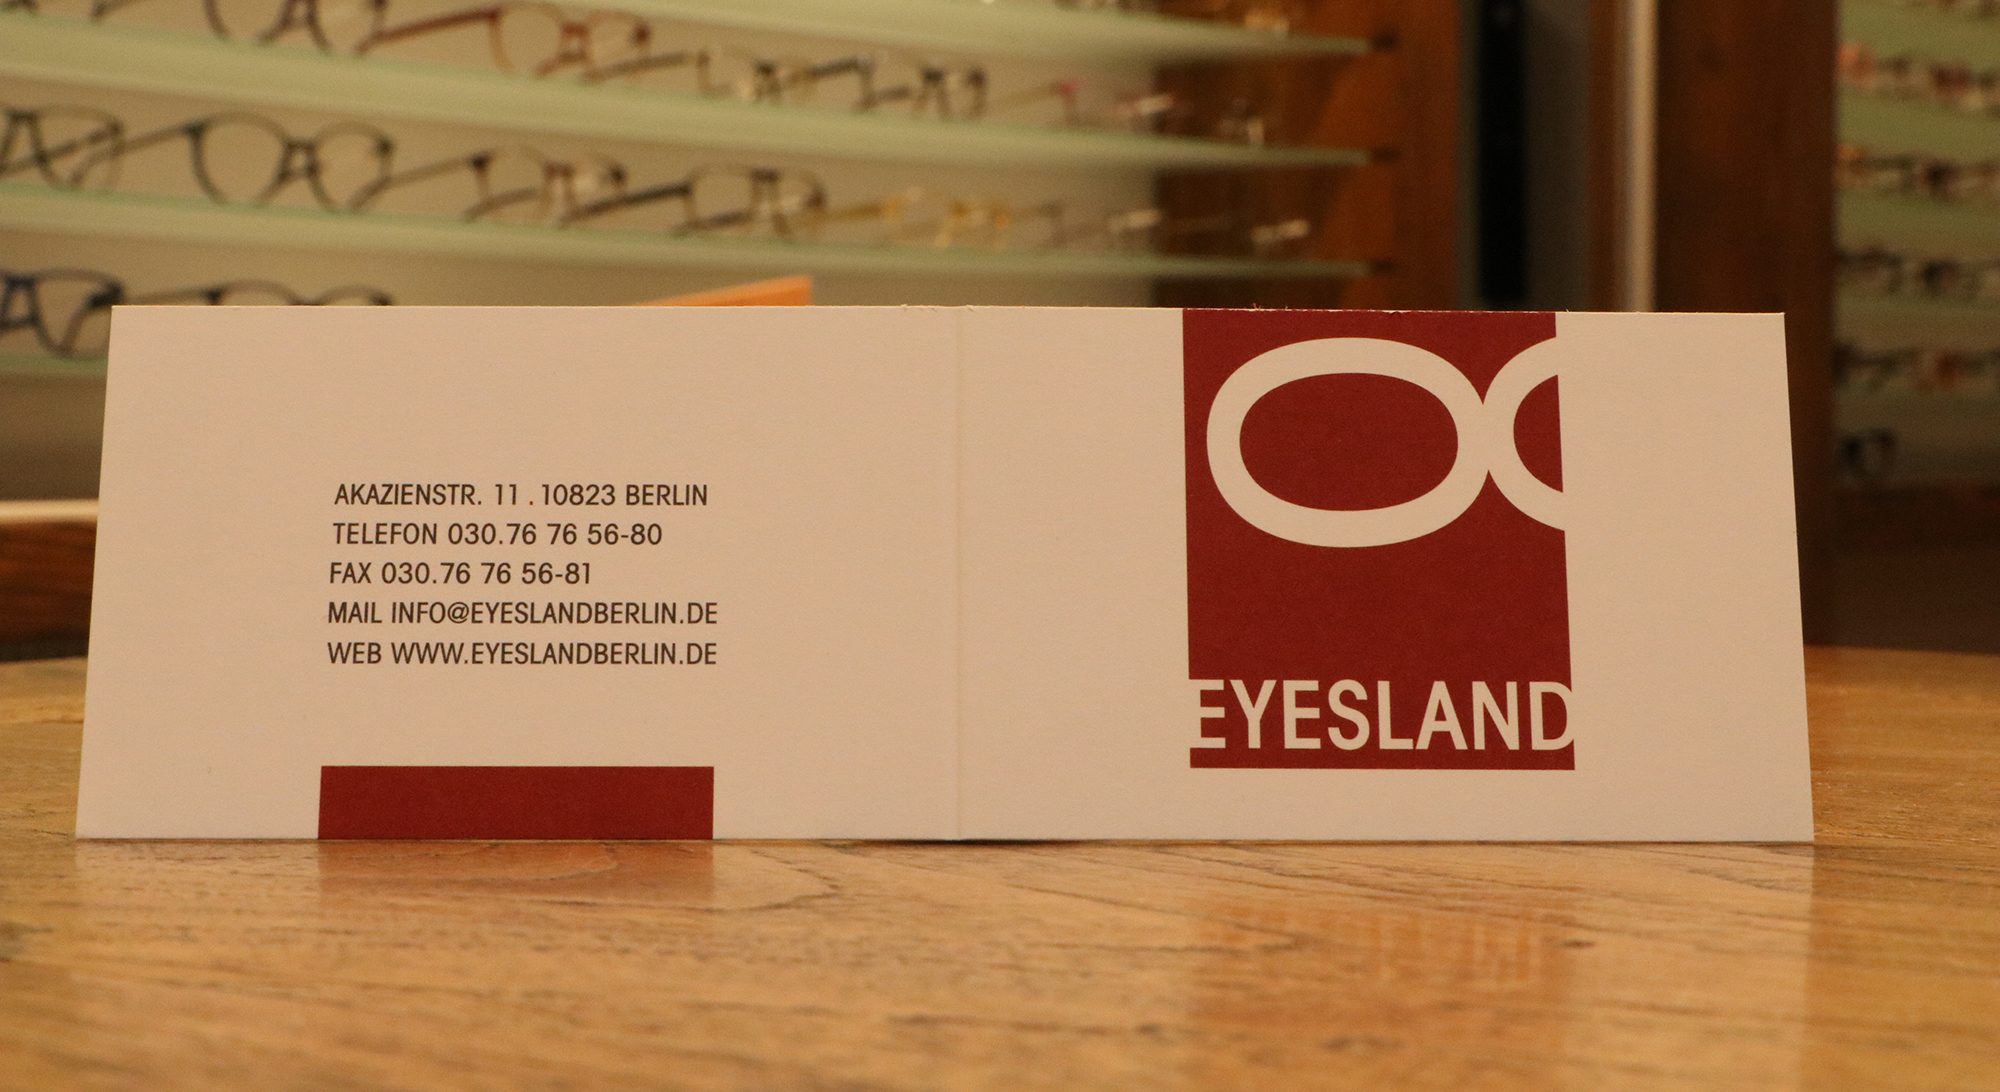 AKAZIENSTR. 11 . 10823 BERLIN
TELEFON 030.76 76 56-80
FAX 030.76 76 56-81
MAIL INFO@EYESLANDBERLIN.DE
WEB WWW.EYESLANDBERLIN.DE
EYESLAND